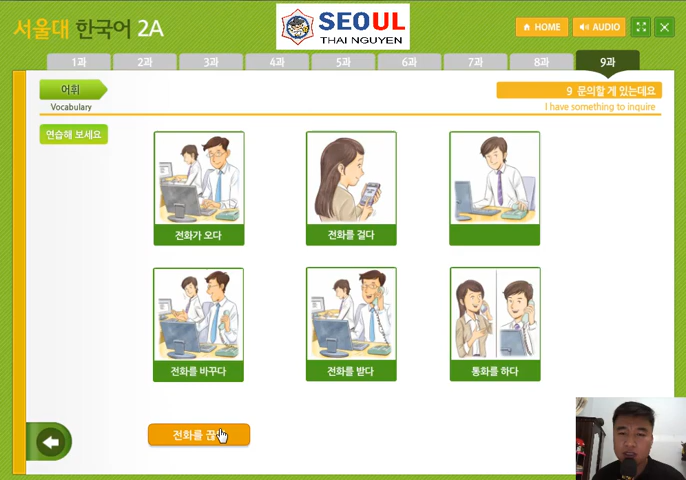 서울대 한국어 2A
SEOUL
THAI NGUYEN
HOME
AUDIO
1과
2과
3과
4과
5과
6과
7과
8과
9과
어휘
Vocabulary
9 문의할 게 있는데요
I have something to inquire
연습해 보세요
전화가 오다
전화를 걸다
전화를 바꾸다
전화를 받다
통화를 하다
전화를